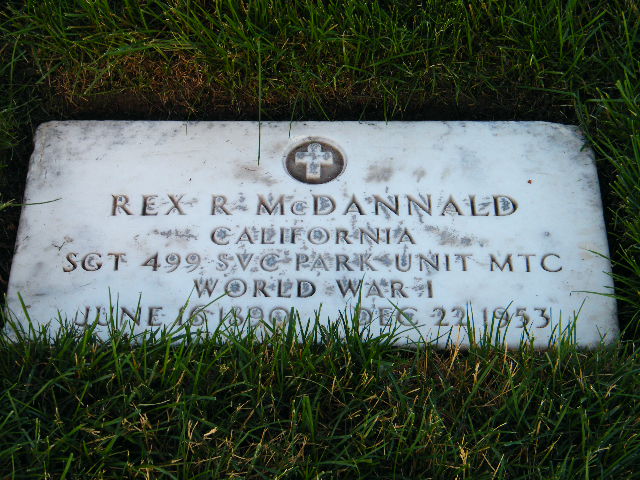 REX R McDANNALD
CALIFORNIA
SGT 499 SVC PARK UNIT MTC
WORLD WAR I
JUNE 16 1890 DEC 22 1953